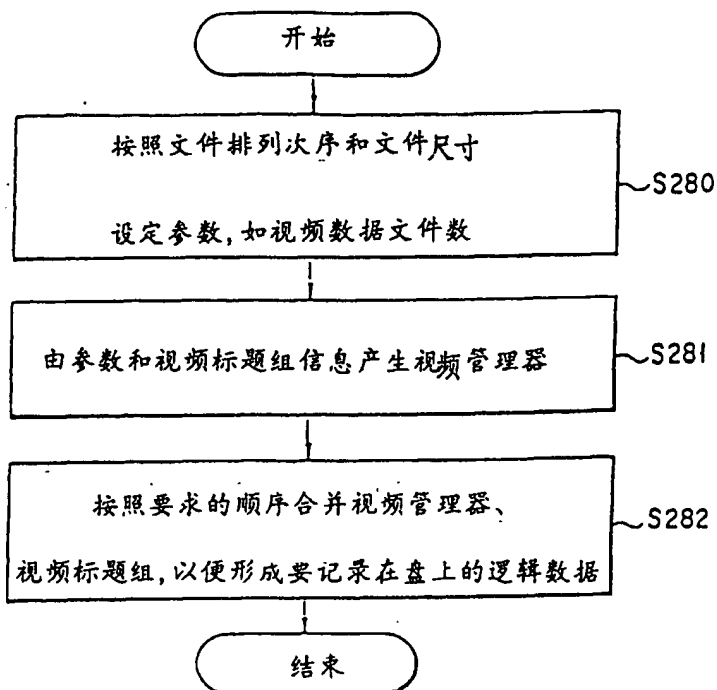 开始
按照文件排列次序和文件尺寸
设定参数,如视频数据文件数
S280
由参数和视频标题组信息产生视频管理器
S281
按照要求的顺序合并视频管理器、
视频标题组,以便形成要记录在盘上的逻辑数据
S282
结束